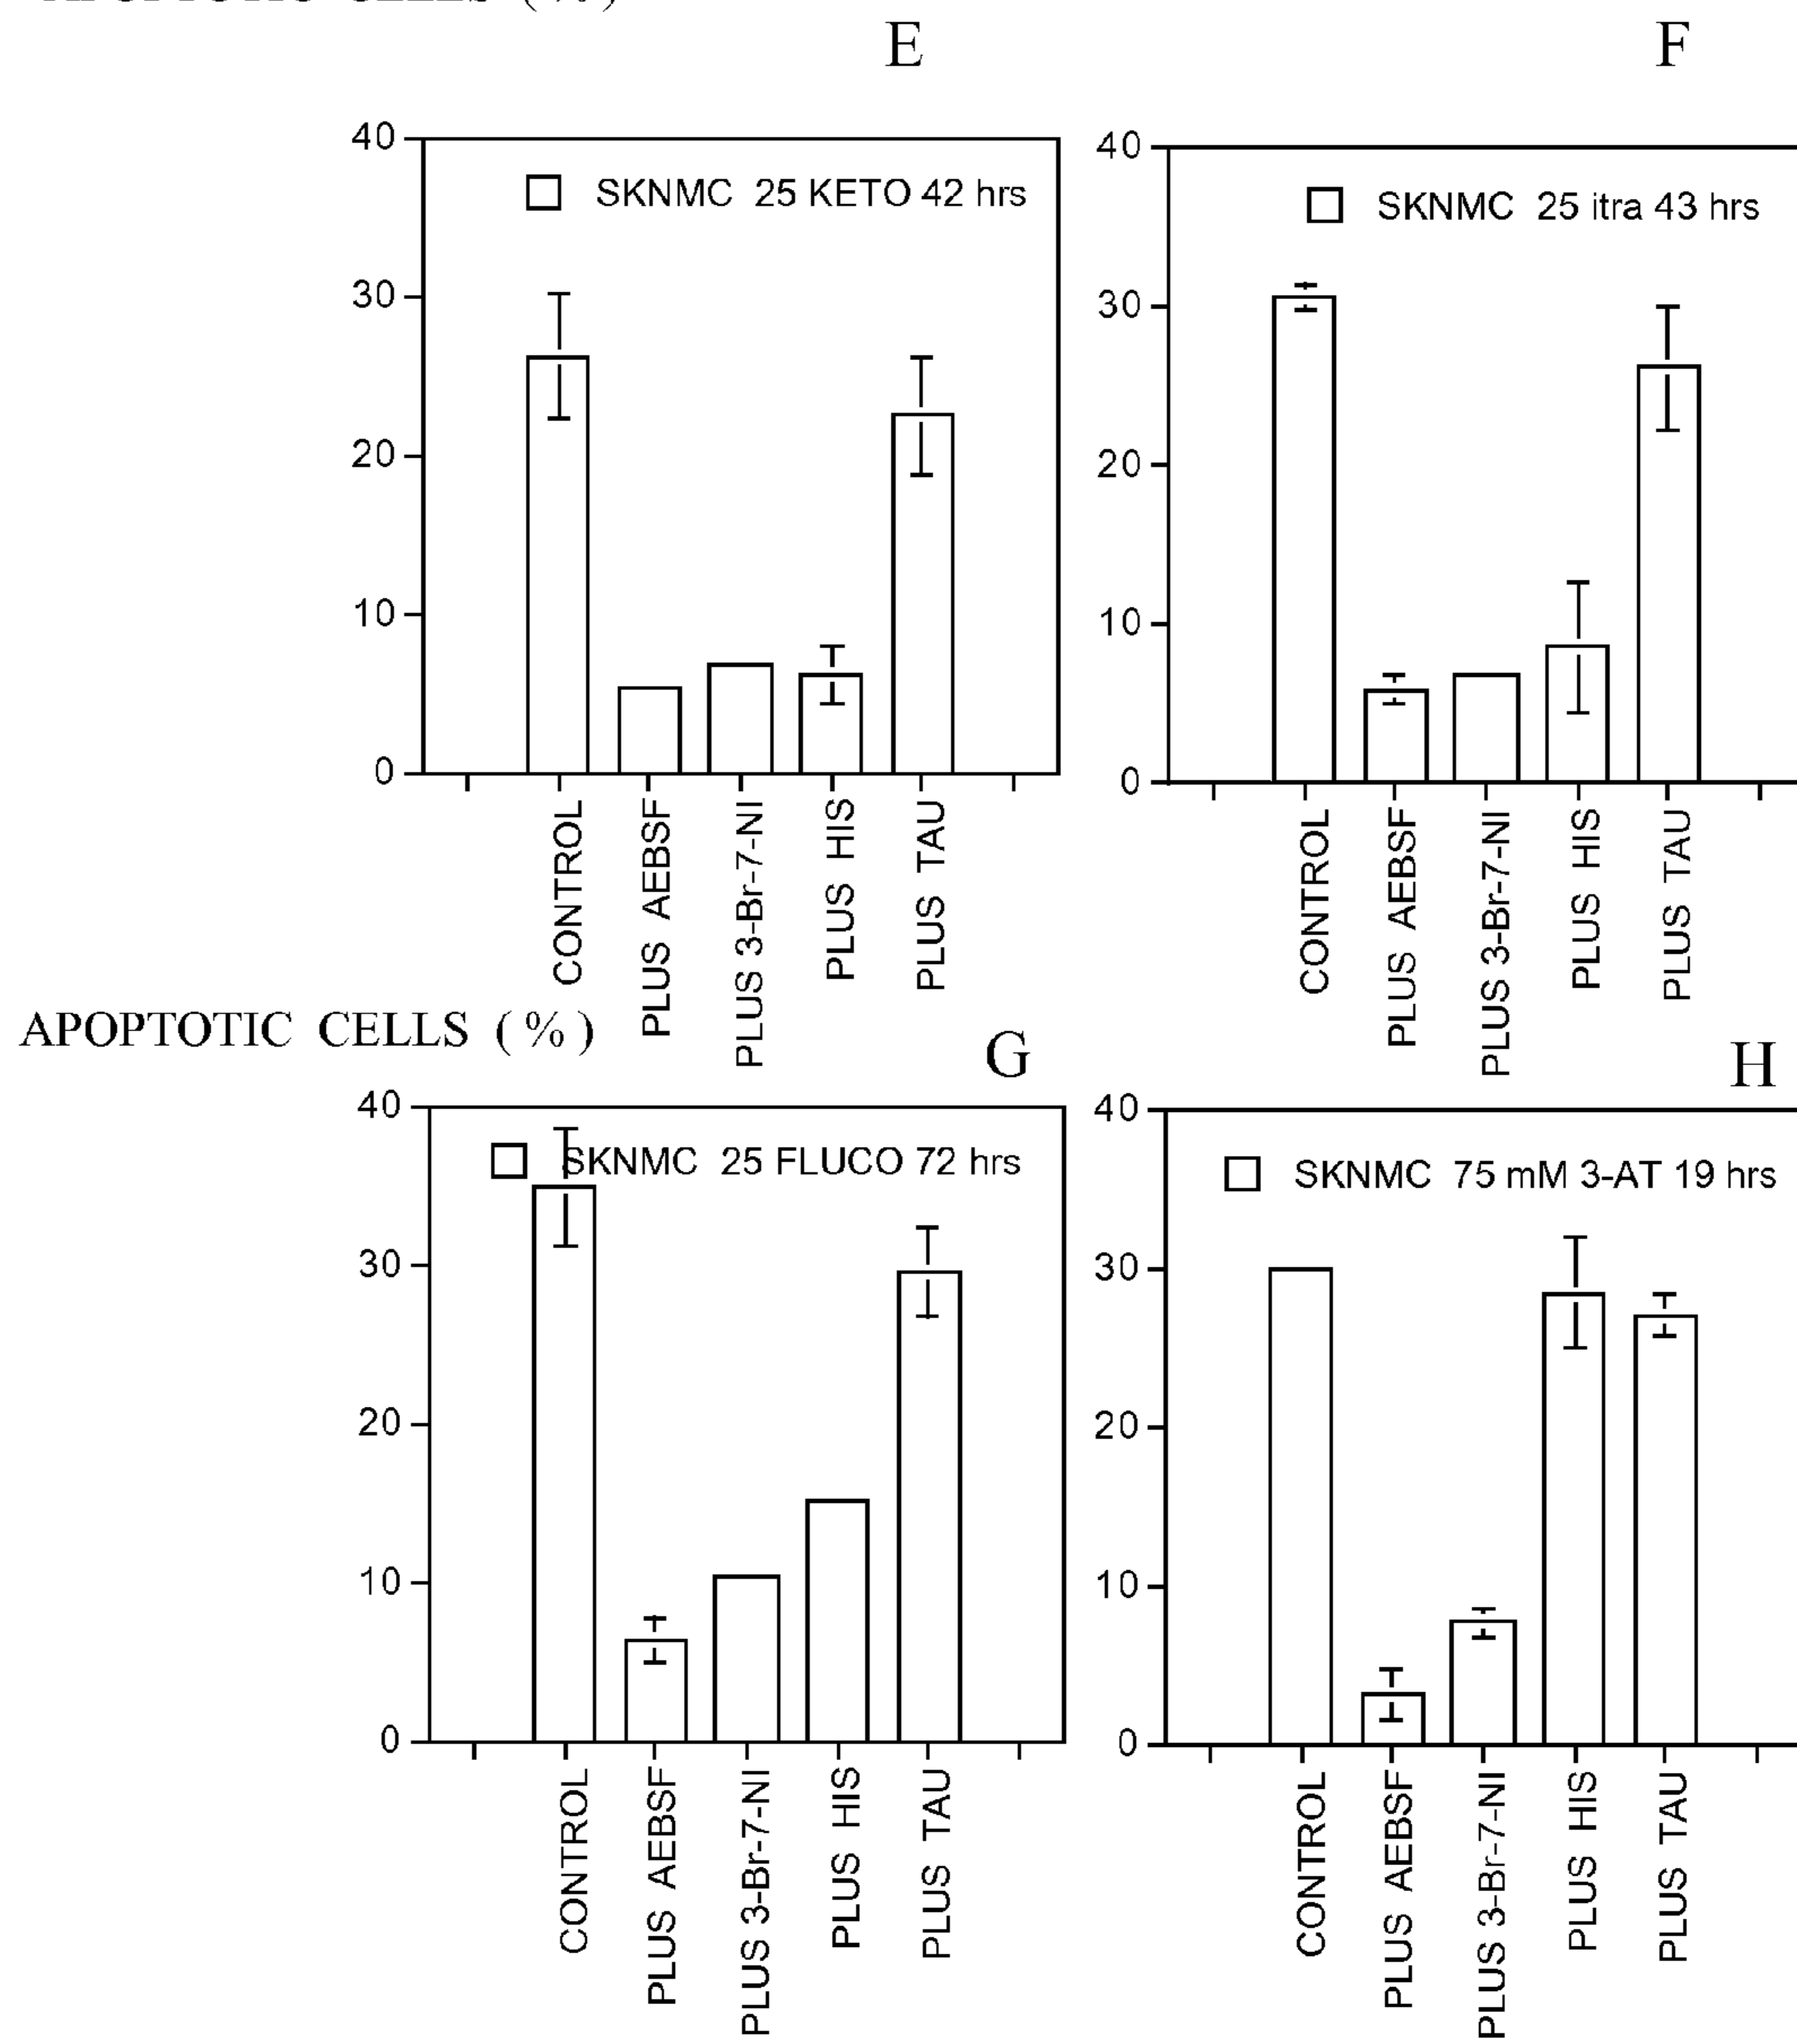 APOPTOTIC CELLS (%)
E
F
40
30
20
10
0
SKNMC 25 KETO 42 hrs
CONTROL
PLUS AEBSF
PLUS 3-Br-7-NI
PLUS HIS
PLUS TAU
40
30
20
10
0
SKNMC 25 itra 43 hrs
CONTROL
PLUS AEBSF
PLUS 3-Br-7-NI
PLUS HIS
PLUS TAU
APOPTOTIC CELLS (%)
G
H
40
30
20
10
0
SKNMC 25 FLUCO 72 hrs
CONTROL
PLUS AEBSF
PLUS 3-Br-7-NI
PLUS HIS
PLUS TAU
40
30
20
10
0
SKNMC 75 mM 3-AT 19 hrs
CONTROL
PLUS AEBSF
PLUS 3-Br-7-NI
PLUS HIS
PLUS TAU